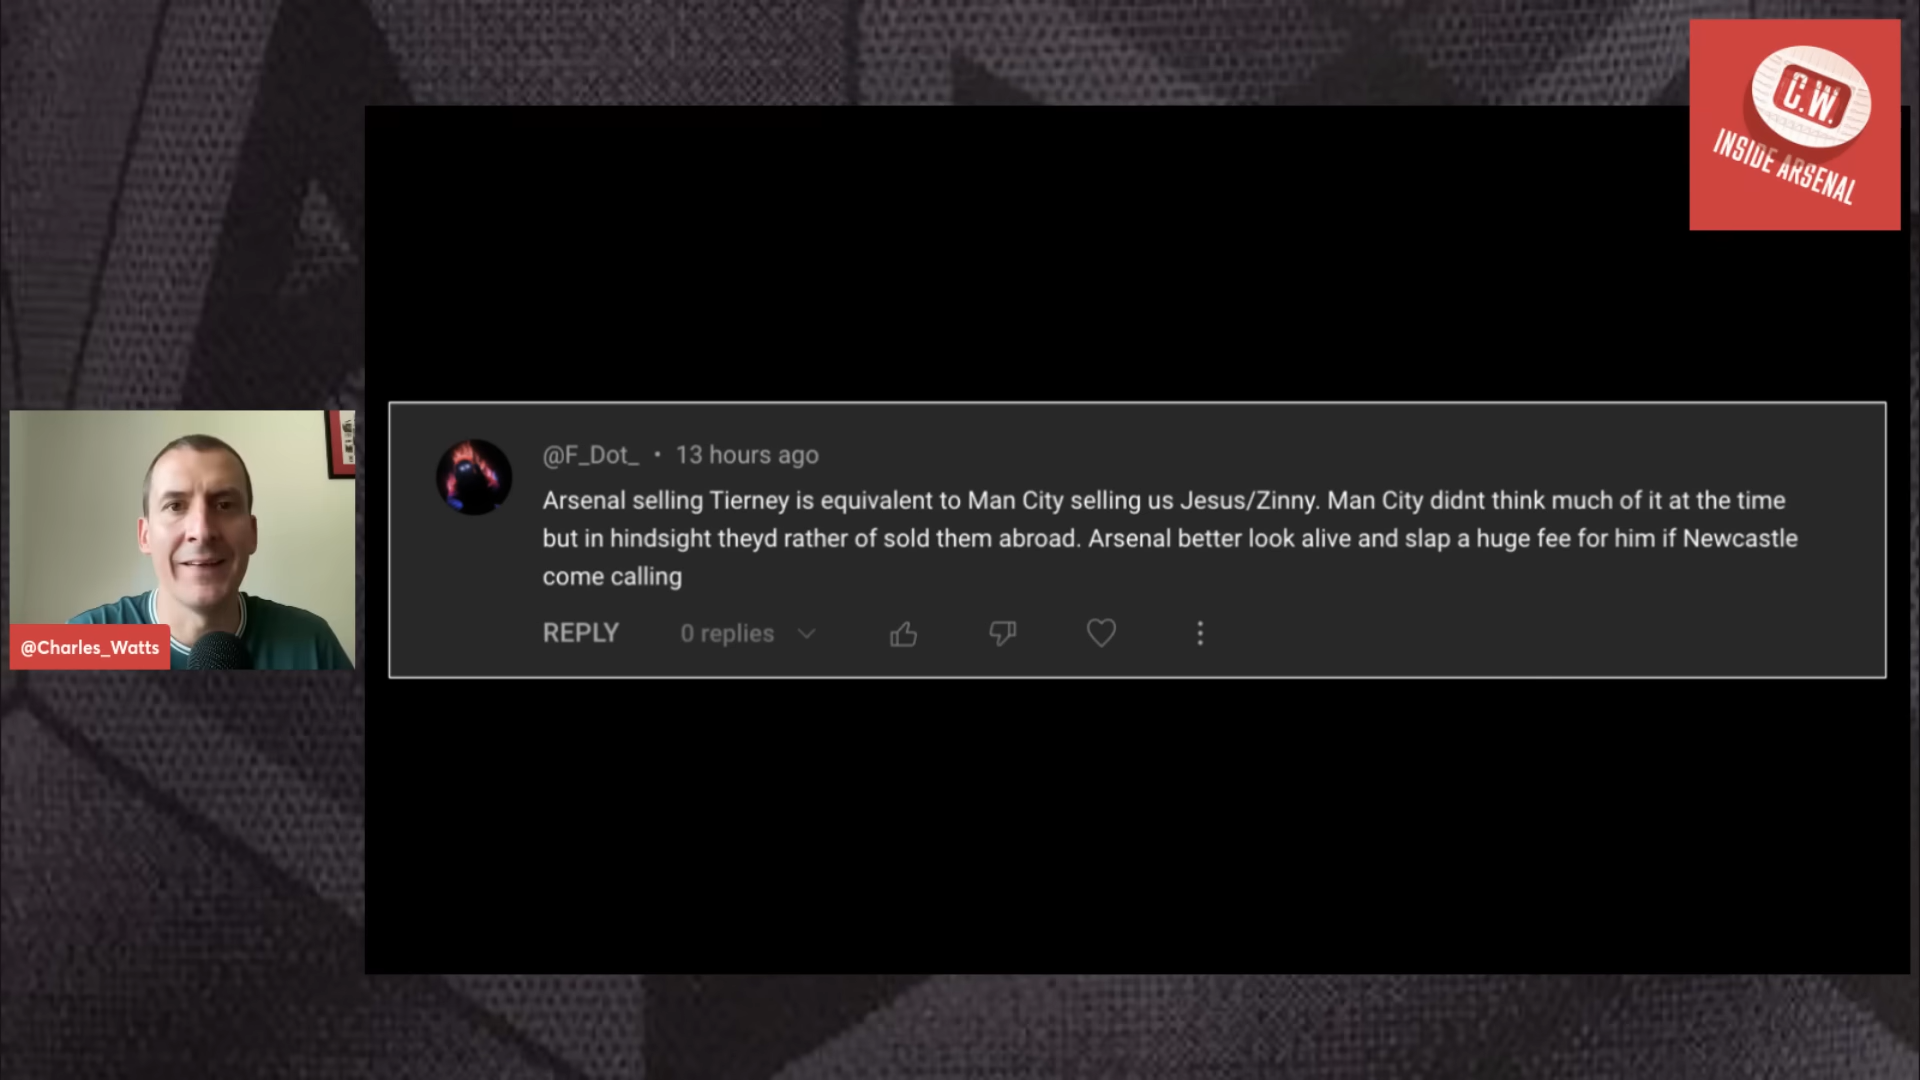 C.W.
INSIDE ARSENAL
@F_Dot_ • 13 hours ago
Arsenal selling Tierney is equivalent to Man City selling us Jesus/Zinny. Man City didnt think much of it at the time
but in hindsight theyd rather of sold them abroad. Arsenal better look alive and slap a huge fee for him if Newcastle
come calling
REPLY 0 replies
@Charles_Watts